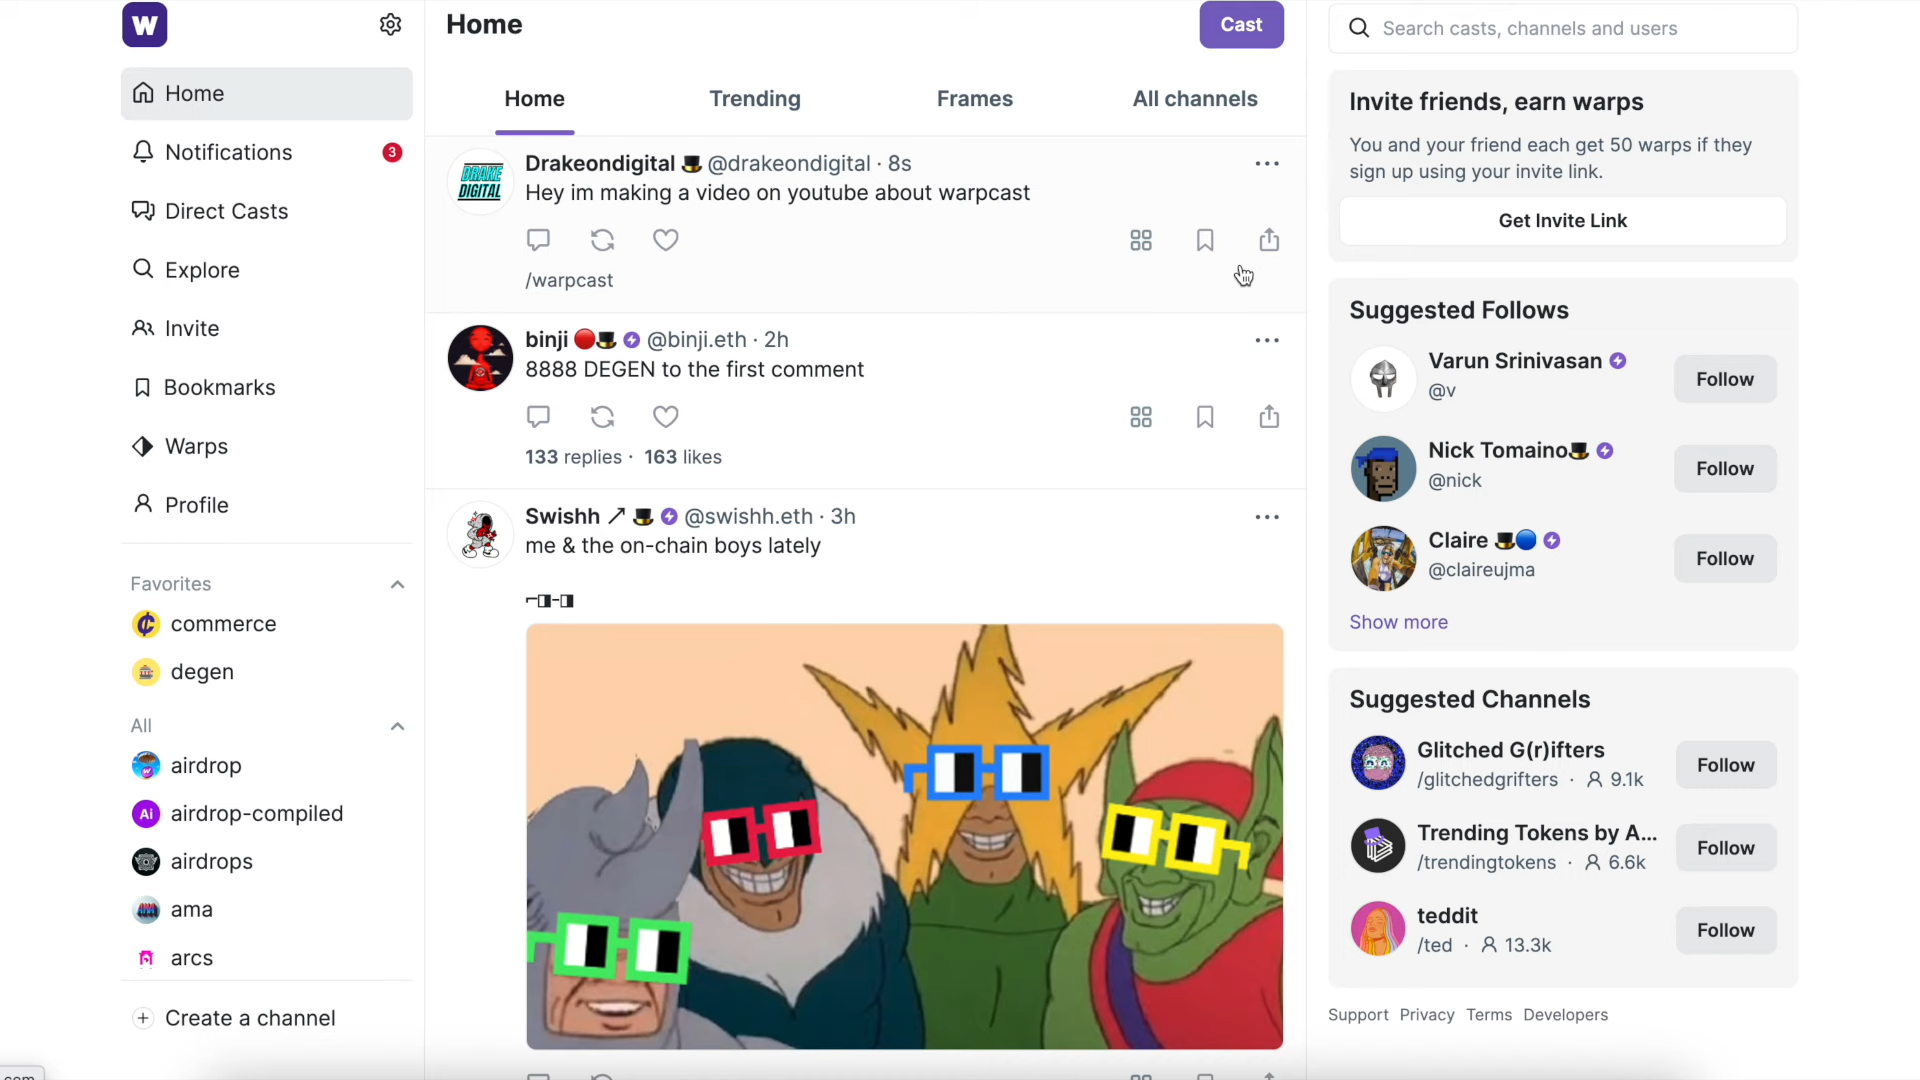 W
Home
Notifications
3
Direct Casts
Explore
Invite
Bookmarks
Warps
Profile
Favorites
commerce
degen
All
airdrop
Ai
airdrop-compiled
airdrops
ama
arcs
Create a channel
Home
Cast
Home
Trending
Frames
All channels
DRAKE
DIGITAL
Drakeondigital 🎩 @drakeondigital · 8s
Hey im making a video on youtube about warpcast
/warpcast
binji 🔴🎩 @binji.eth · 2h
8888 DEGEN to the first comment
133 replies · 163 likes
Swishh ↗ 🎩 @swishh.eth · 3h
me & the on-chain boys lately
⌐◨-◨
Search casts, channels and users
Invite friends, earn warps
You and your friend each get 50 warps if they
sign up using your invite link.
Get Invite Link
Suggested Follows
Varun Srinivasan
@v
Follow
Nick Tomaino🎩
@nick
Follow
Claire 🎩🔵
@claireujma
Follow
Show more
Suggested Channels
Glitched G(r)ifters
/glitchedgrifters · 9.1k
Follow
Trending Tokens by A...
/trendingtokens · 6.6k
Follow
teddit
/ted · 13.3k
Follow
Support Privacy Terms Developers